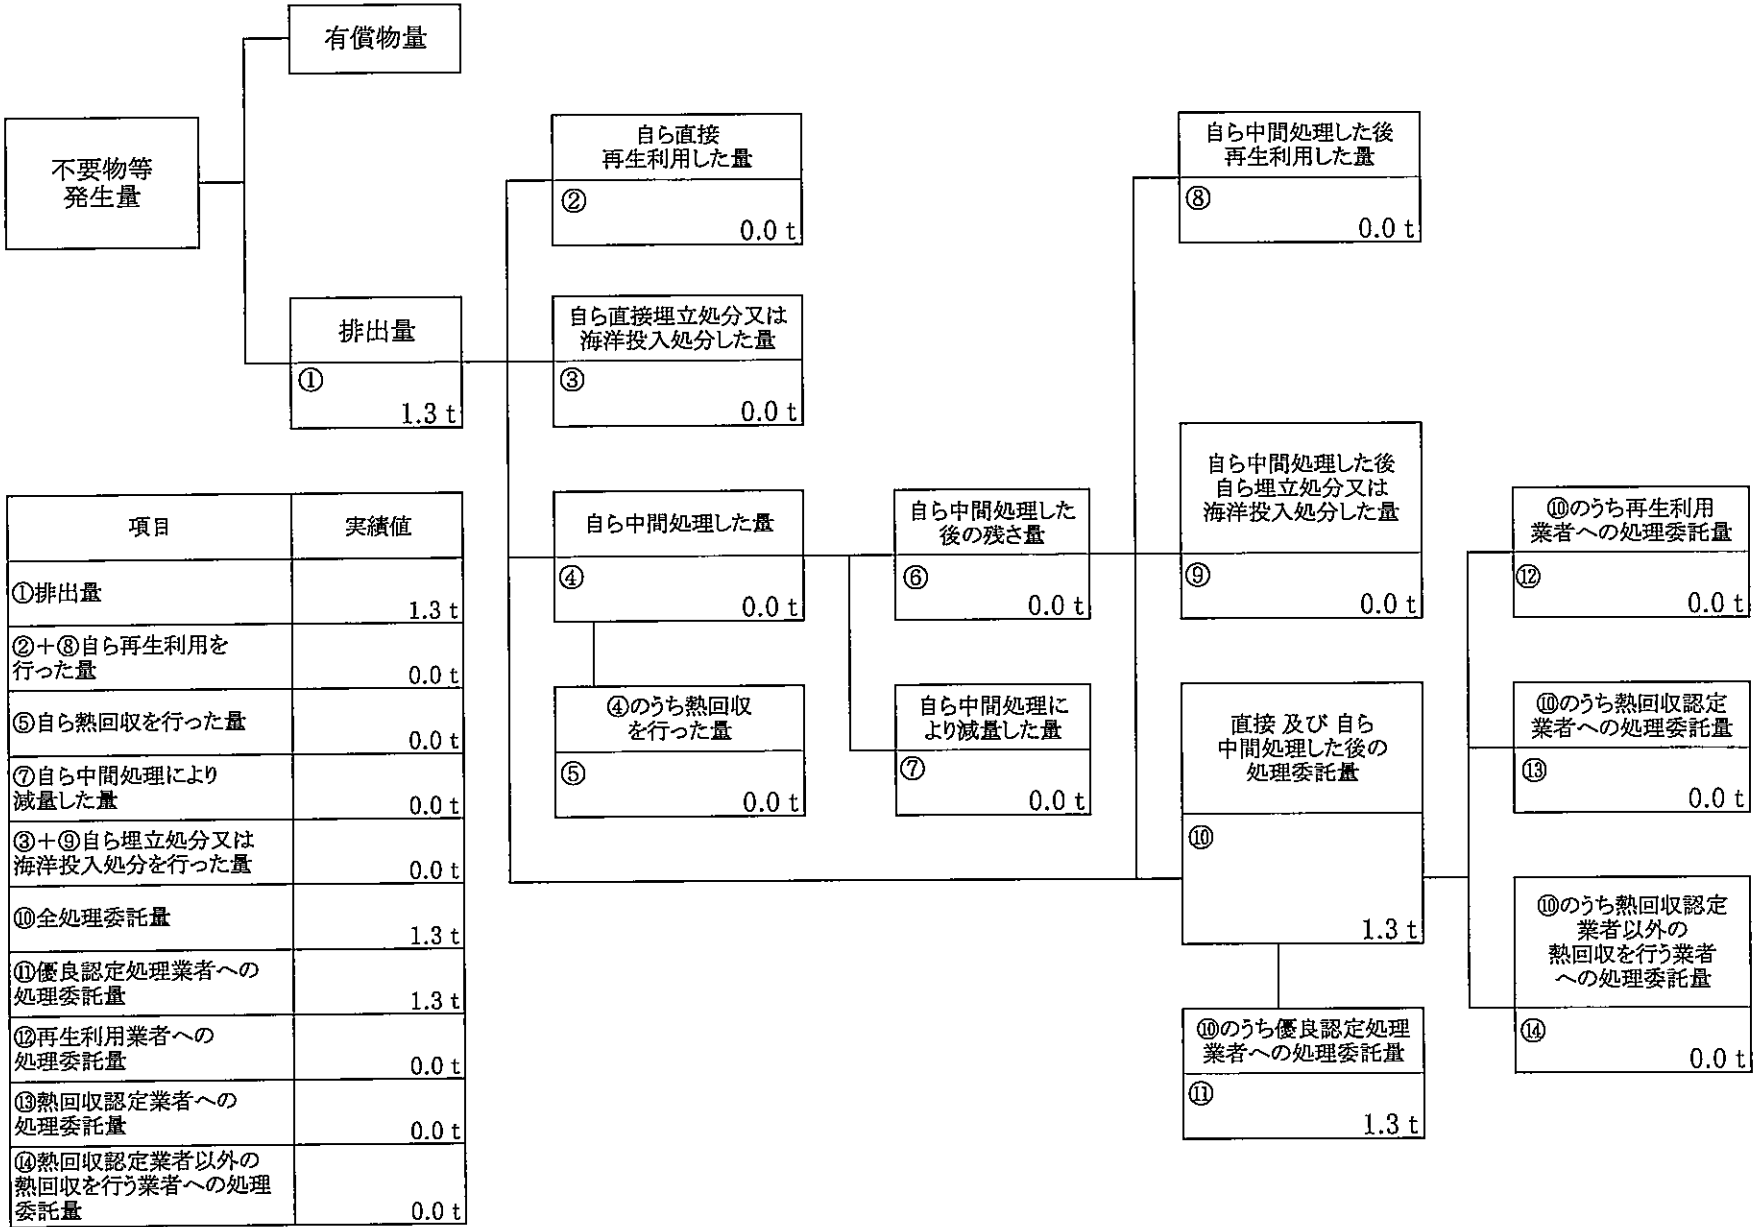 有償物量
不要物等
発生量
排出量
①
1.3 t
自ら直接
再生利用した量
②
0.0 t
自ら直接埋立処分又は
海洋投入処分した量
③
0.0 t
自ら中間処理した量
④
0.0 t
④のうち熱回収
を行った量
⑤
0.0 t
自ら中間処理した
後の残さ量
⑥
0.0 t
自ら中間処理に
より減量した量
⑦
0.0 t
自ら中間処理した後
再生利用した量
⑧
0.0 t
自ら中間処理した後
自ら埋立処分又は
海洋投入処分した量
⑨
0.0 t
直接 及び 自ら
中間処理した後の
処理委託量
⑩
1.3 t
⑩のうち優良認定処理
業者への処理委託量
⑪
1.3 t
⑩のうち再生利用
業者への処理委託量
⑫
0.0 t
⑩のうち熱回収認定
業者への処理委託量
⑬
0.0 t
⑩のうち熱回収認定
業者以外の
熱回収を行う業者
への処理委託量
⑭
0.0 t
項目 実績値
①排出量
1.3 t
②+⑧自ら再生利用を
行った量
0.0 t
⑤自ら熱回収を行った量
0.0 t
⑦自ら中間処理により
減量した量
0.0 t
③+⑨自ら埋立処分又は
海洋投入処分を行った量
0.0 t
⑩全処理委託量
1.3 t
⑪優良認定処理業者への
処理委託量
1.3 t
⑫再生利用業者への
処理委託量
0.0 t
⑬熱回収認定業者への
処理委託量
0.0 t
⑭熱回収認定業者以外の
熱回収を行う業者への処理
委託量
0.0 t